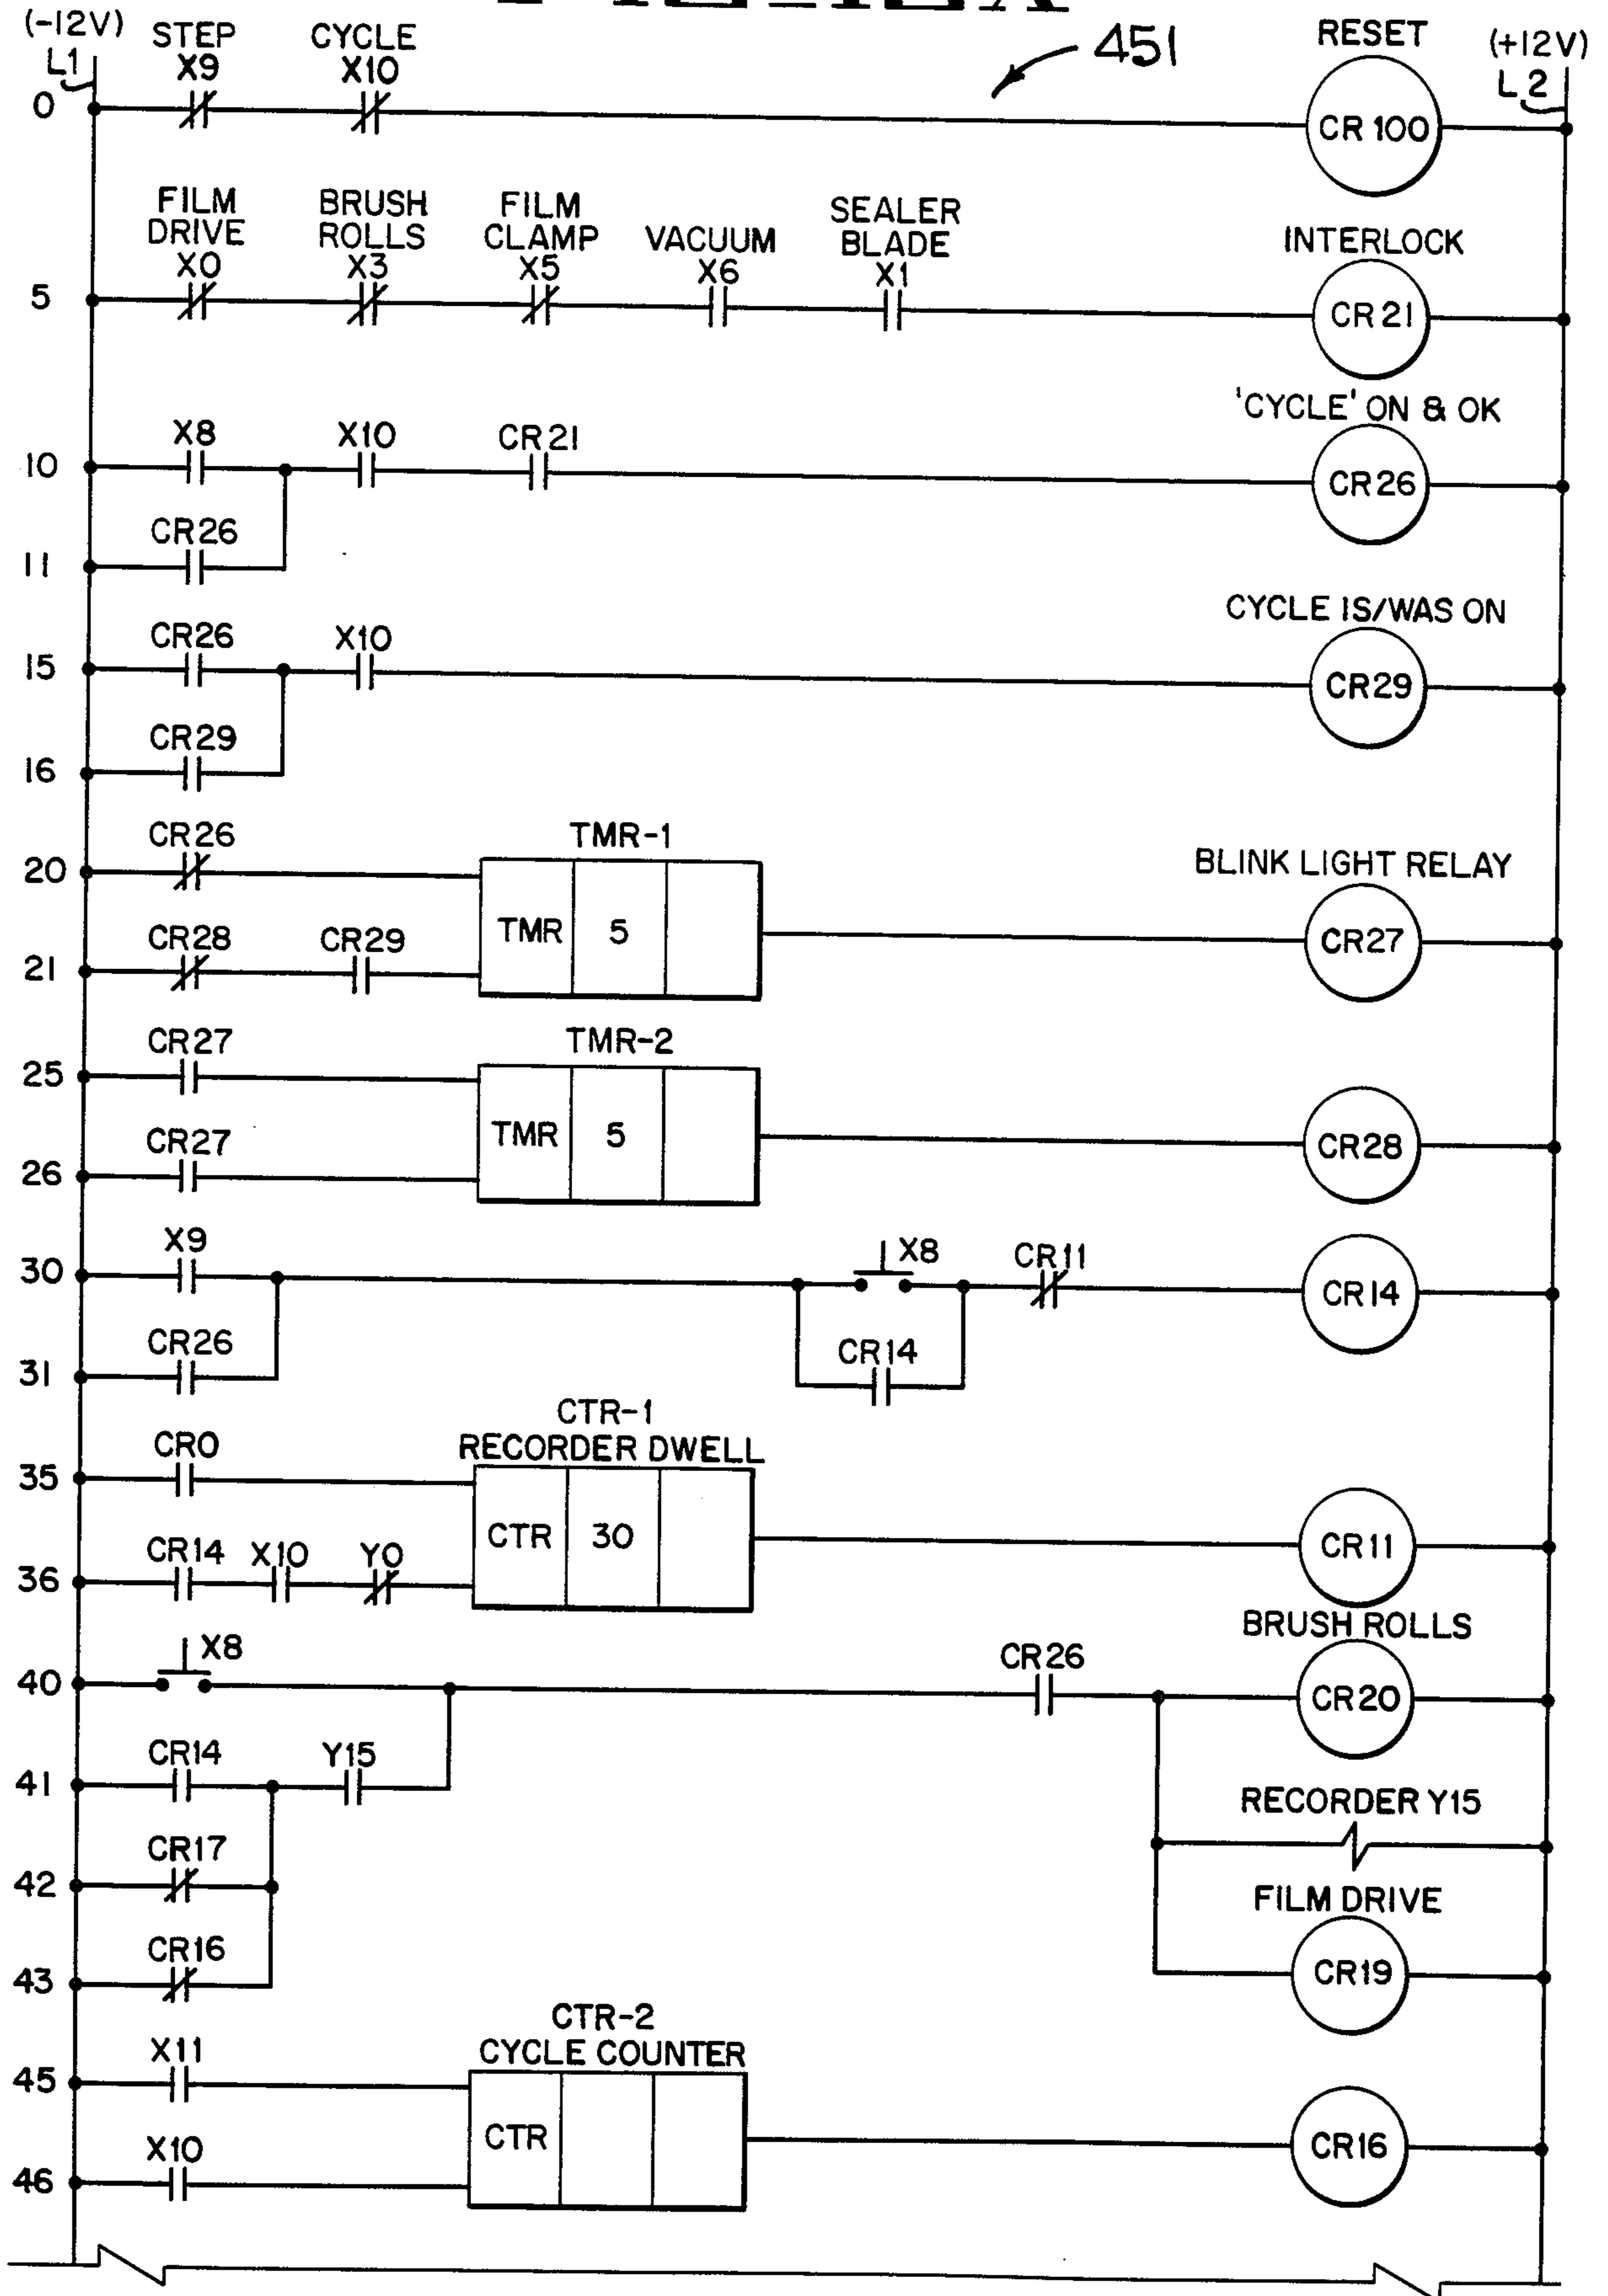 (-12V) STEP CYCLE 451 RESET (+12V)
L1 X9 X10 L2
0 CR 100
FILM BRUSH FILM SEALER
DRIVE ROLLS CLAMP VACUUM BLADE INTERLOCK
X0 X3 X5 X6 X1
5 CR21
'CYCLE' ON & OK
X8 X10 CR21
10 CR26
CR26
11
CYCLE IS/WAS ON
CR26 X10
15 CR29
CR29
16
CR26 TMR-1 BLINK LIGHT RELAY
20
TMR 5 CR27
CR28 CR29
21
CR27 TMR-2
25
TMR 5 CR28
CR27
26
X9 X8 CR11
30 CR14
CR26 CR14
31
CTR-1
CR0 RECORDER DWELL
35
CTR 30 CR11
CR14 X10 Y0
36
BRUSH ROLLS
X8 CR26
40 CR20
CR14 Y15
41
RECORDER Y15
CR17
42
FILM DRIVE
CR16
43 CR19
CTR-2
X11 CYCLE COUNTER
45
CTR CR16
X10
46